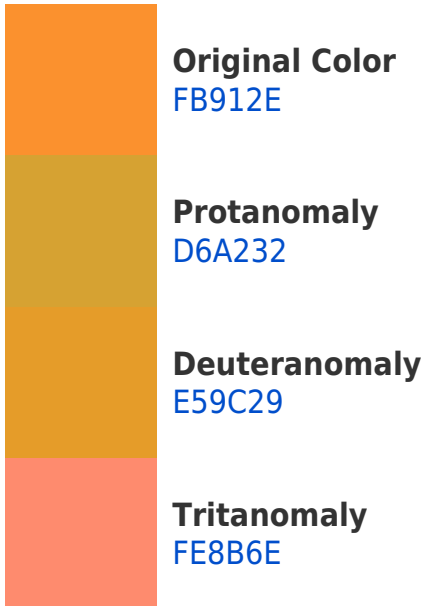 Original Color
FB912E
Protanomaly
D6A232
Deuteranomaly
E59C29
Tritanomaly
FE8B6E